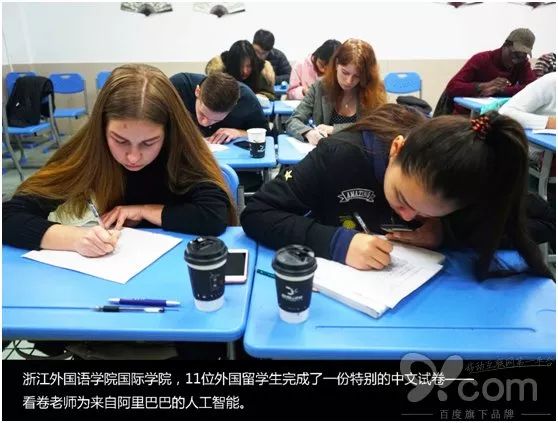 AMAZING
浙江外国语学院国际学院，11位外国留学生完成了一份特别的中文试卷——
看卷老师为来自阿里巴巴的人工智能。
com
百度旗下品牌